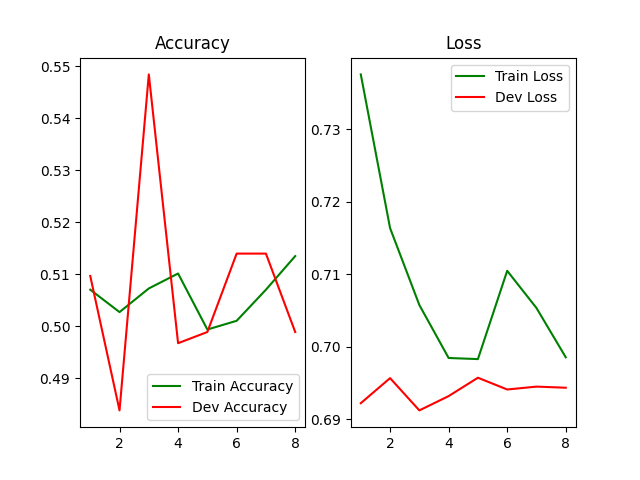 Accuracy
0.55
0.54
0.53
0.52
0.51
0.50
0.49
2 4 6 8
Train Accuracy
Dev Accuracy
Loss
0.73
0.72
0.71
0.70
0.69
2 4 6 8
Train Loss
Dev Loss